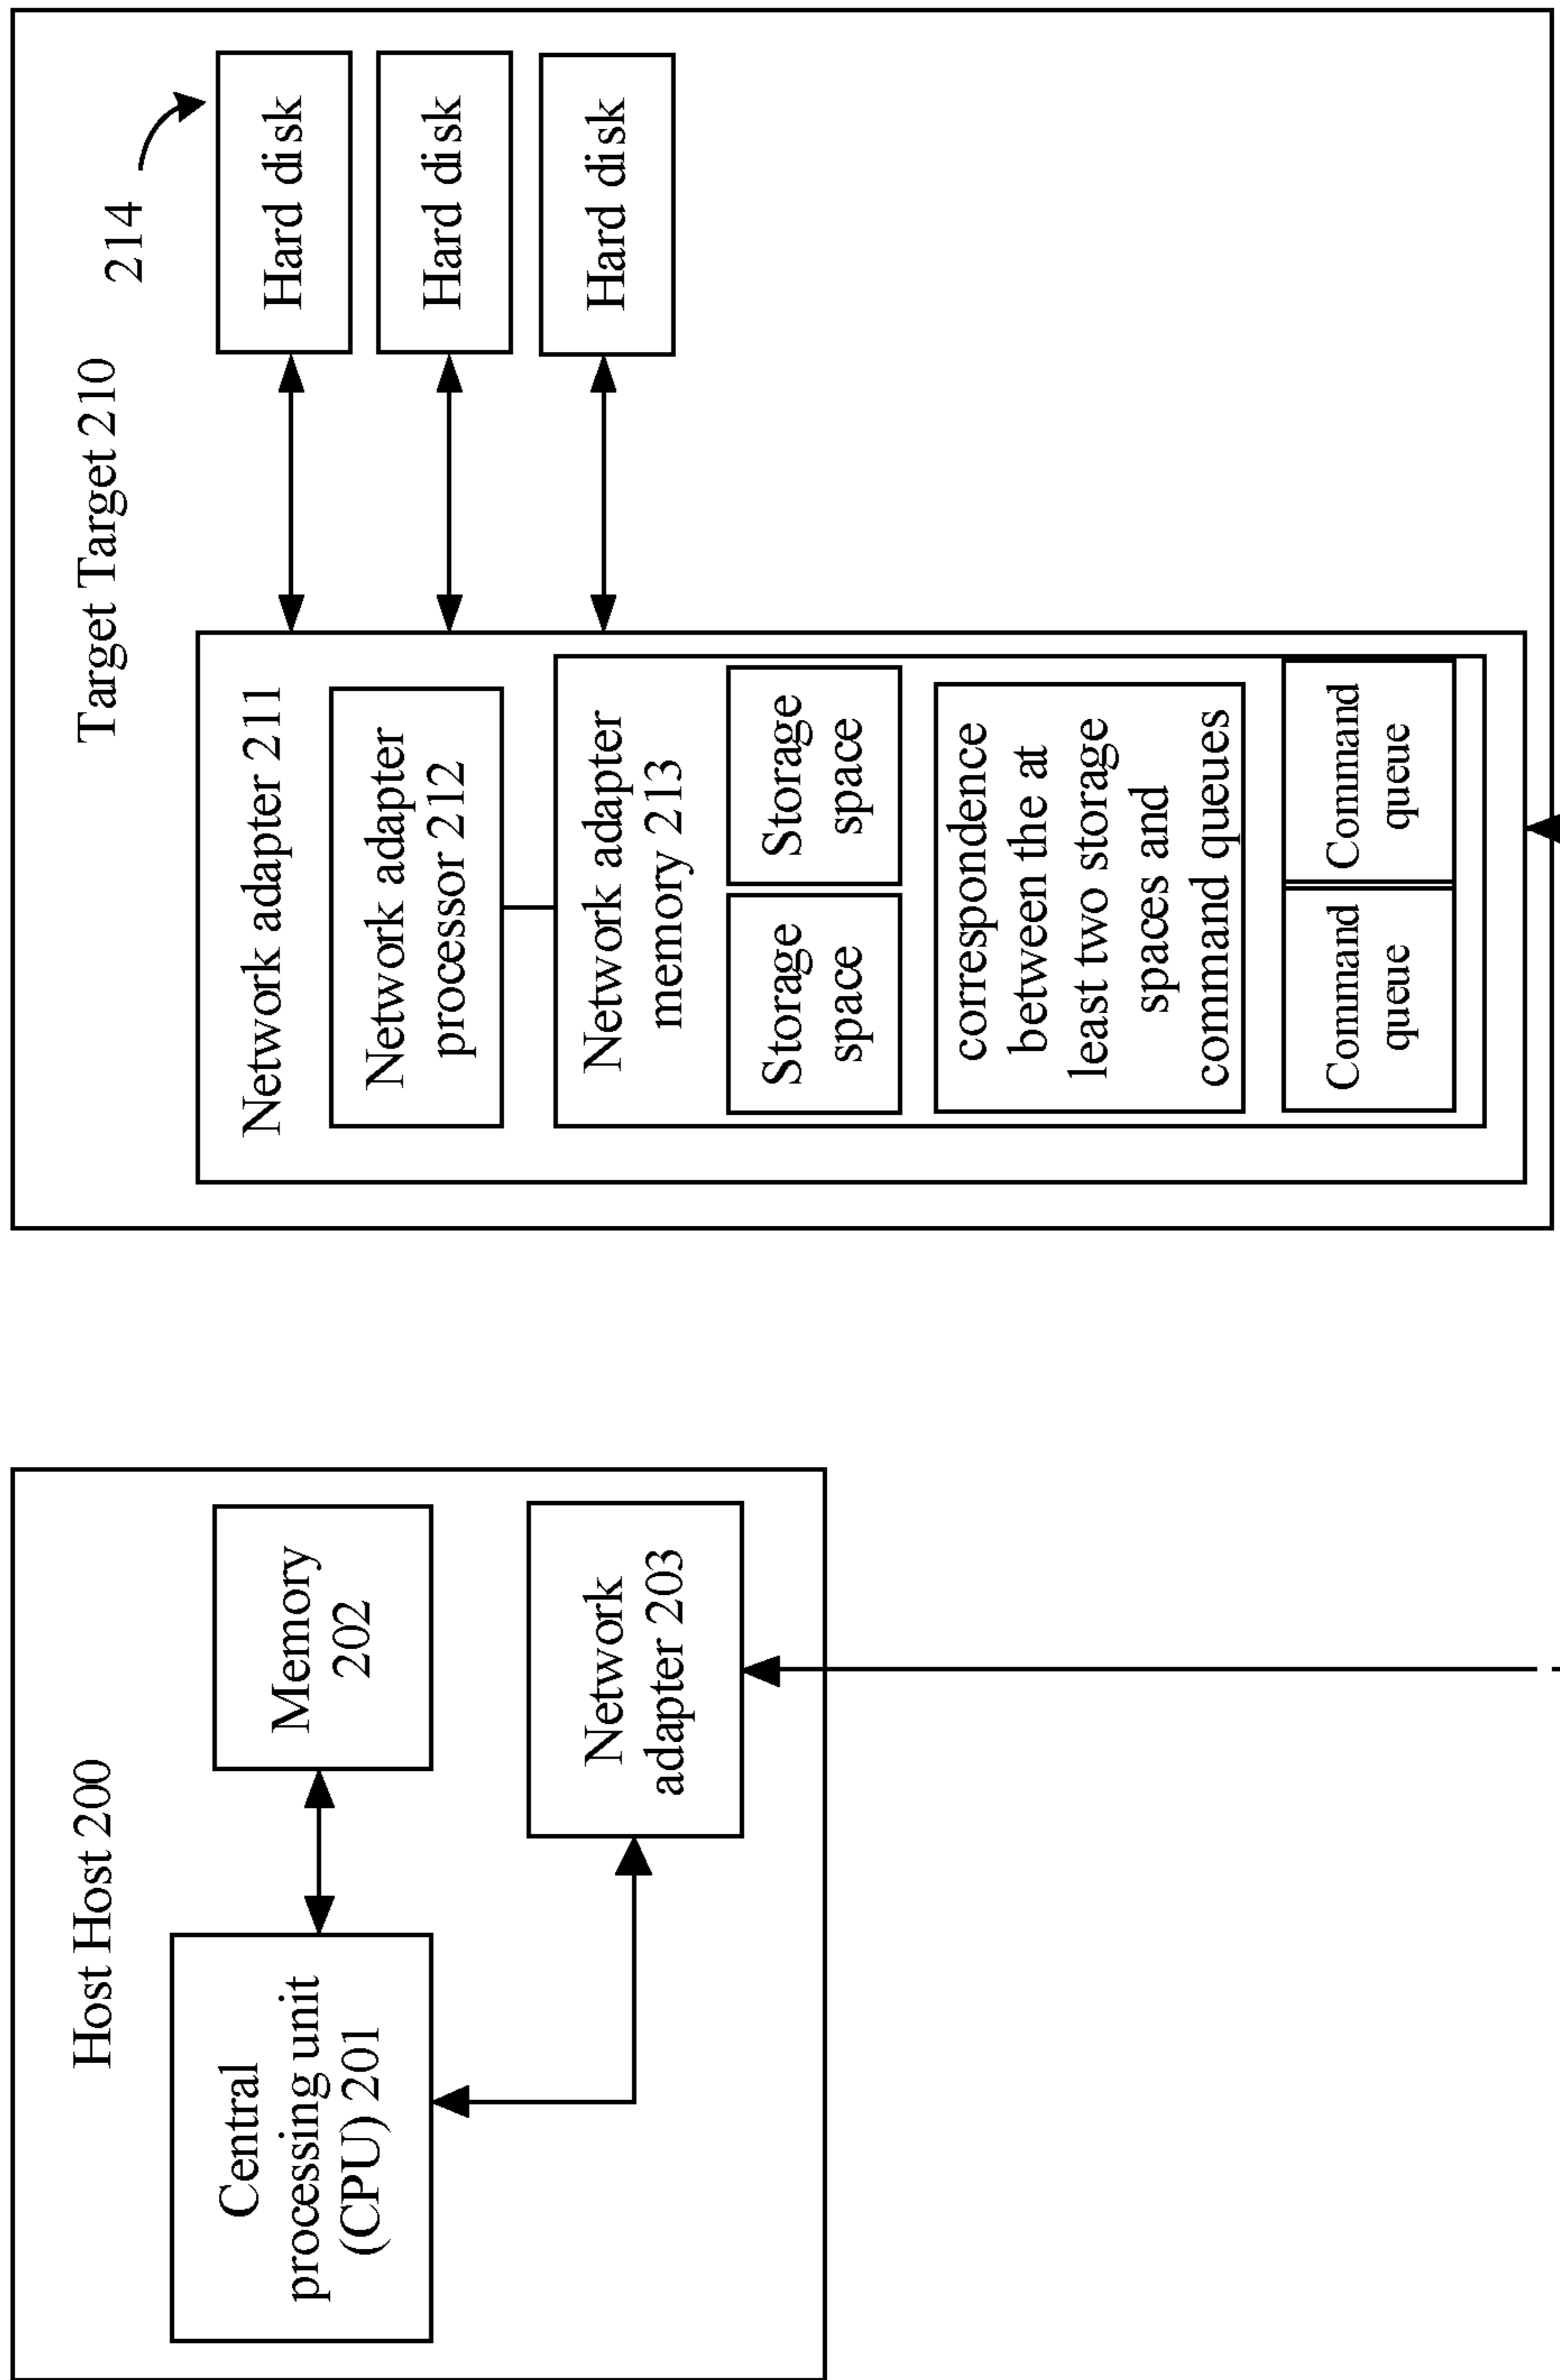 Host Host 200
Central
processing unit
(CPU) 201
Memory
202
Network
adapter 203
Target Target 210
214
Network adapter 211
Network adapter
processor 212
Network adapter
memory 213
Storage
space
Storage
space
correspondence
between the at
least two storage
spaces and
command queues
Command
queue
Command
queue
Hard disk
Hard disk
Hard disk